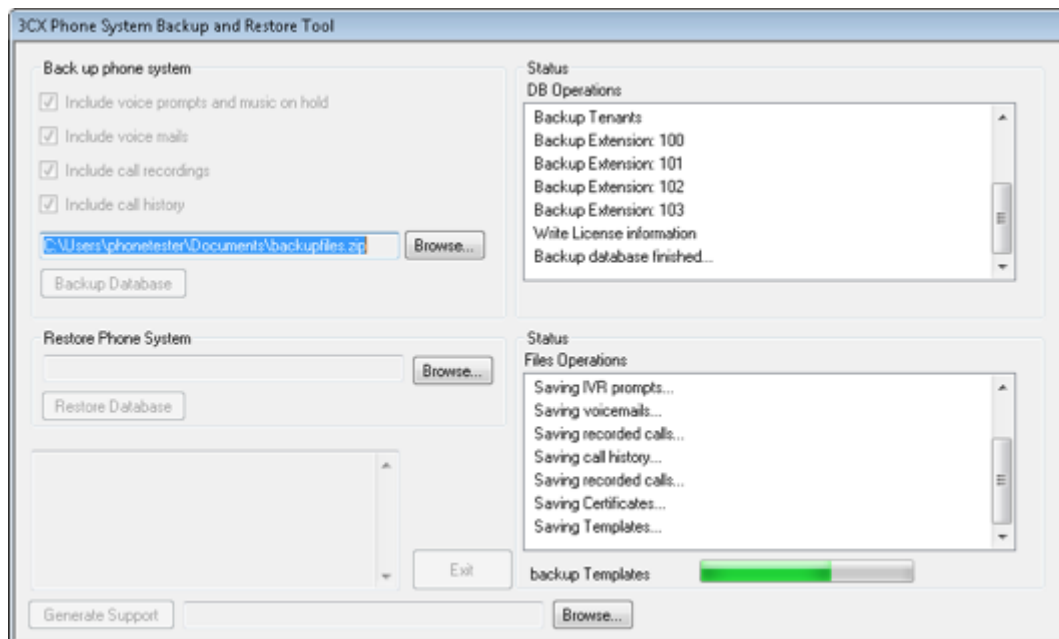 3CX Phone System Backup and Restore Tool
Back up phone system
Include voice prompts and music on hold
Include voice mails
Include call recordings
Include call history
C:\Users\phonetester\Documents\backupfiles.zip
Browse...
Backup Database
Status
DB Operations
Backup Tenants
Backup Extension: 100
Backup Extension: 101
Backup Extension: 102
Backup Extension: 103
Write License information
Backup database finished...
Restore Phone System
Browse...
Restore Database
Status
Files Operations
Saving IVR prompts...
Saving voicemails...
Saving recorded calls...
Saving call history...
Saving recorded calls...
Saving Certificates...
Saving Templates...
Exit
backup Templates
Generate Support
Browse...